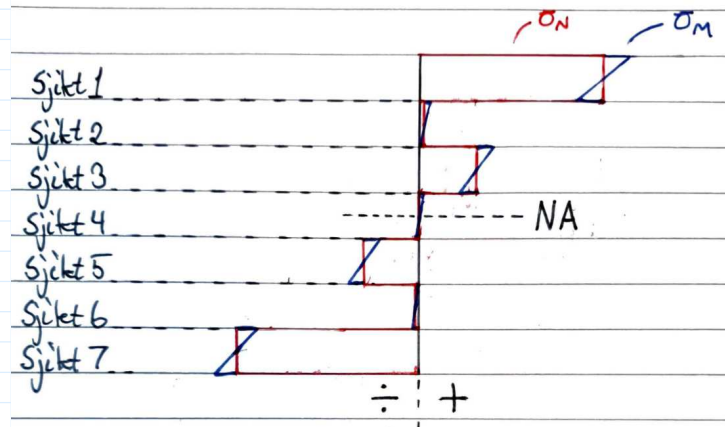 σN σM
Sjikt 1
Sjikt 2
Sjikt 3
Sjikt 4
NA
Sjikt 5
Sjikt 6
Sjikt 7
÷ +